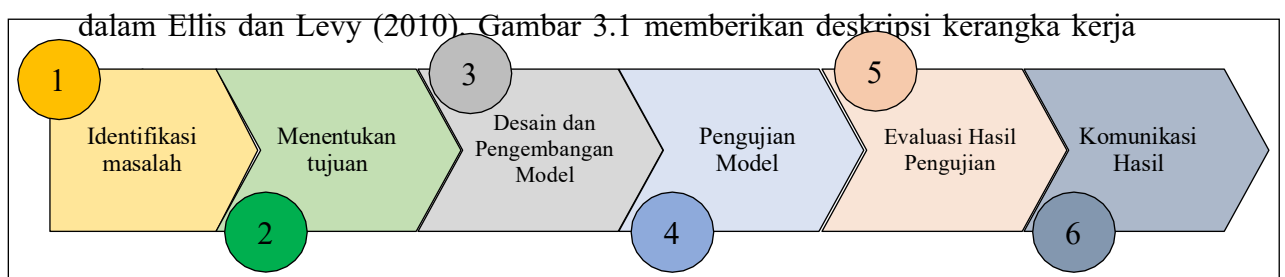 dalam Ellis dan Levy (2010). Gambar 3.1 memberikan deskripsi kerangka kerja
1
Identifikasi
masalah
2
Menentukan
tujuan
3
Desain dan
Pengembangan
Model
4
Pengujian
Model
5
Evaluasi Hasil
Pengujian
6
Komunikasi
Hasil